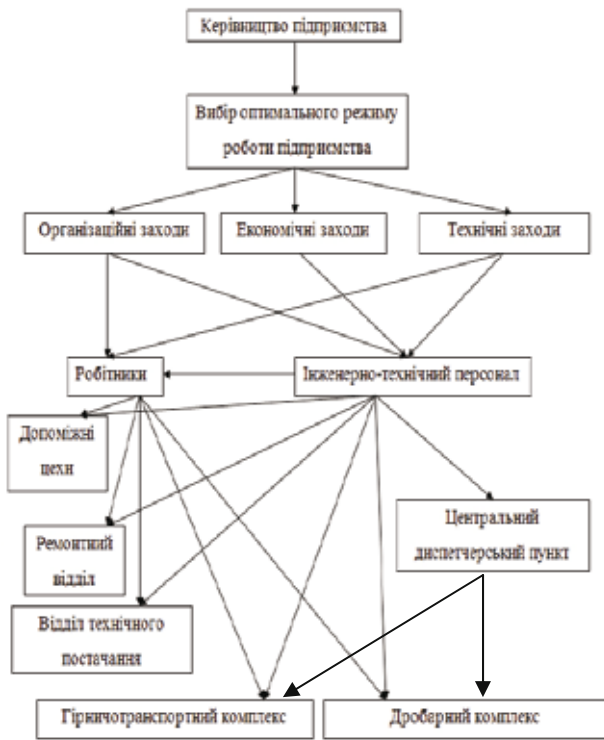 Керівництво підприємства
Вибір оптимального режиму
роботи підприємства
Організаційні заходи
Економічні заходи
Технічні заходи
Робітники
Інженерно-технічний персонал
Допоміжні
цехи
Центральний
диспетчерський пункт
Ремонтний
відділ
Відділ технічного
постачання
Гірничотранспортний комплекс
Дробарний комплекс